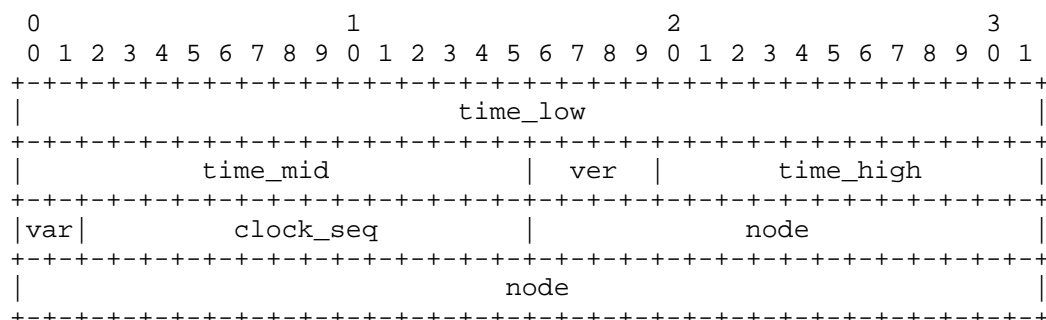 0                   1                   2                   3
 0 1 2 3 4 5 6 7 8 9 0 1 2 3 4 5 6 7 8 9 0 1 2 3 4 5 6 7 8 9 0 1
+-+-+-+-+-+-+-+-+-+-+-+-+-+-+-+-+-+-+-+-+-+-+-+-+-+-+-+-+-+-+-+-+
|                           time_low                            |
+-+-+-+-+-+-+-+-+-+-+-+-+-+-+-+-+-+-+-+-+-+-+-+-+-+-+-+-+-+-+-+-+
|           time_mid            |  ver  |       time_high       |
+-+-+-+-+-+-+-+-+-+-+-+-+-+-+-+-+-+-+-+-+-+-+-+-+-+-+-+-+-+-+-+-+
|var|         clock_seq         |             node              |
+-+-+-+-+-+-+-+-+-+-+-+-+-+-+-+-+-+-+-+-+-+-+-+-+-+-+-+-+-+-+-+-+
|                              node                             |
+-+-+-+-+-+-+-+-+-+-+-+-+-+-+-+-+-+-+-+-+-+-+-+-+-+-+-+-+-+-+-+-+